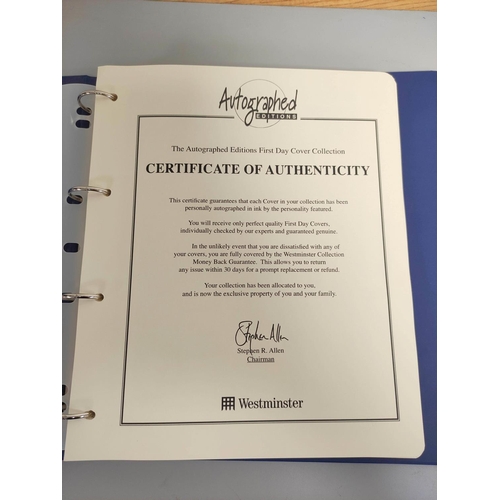 Autographed
EDITIONS
The Autographed Editions First Day Cover Collection
CERTIFICATE OF AUTHENTICITY
This certificate guarantees that each Cover in your collection has been
personally autographed in ink by the personality featured.
You will receive only perfect quality First Day Covers,
individually checked by our experts and guaranteed genuine.
In the unlikely event that you are dissatisfied with any of
your covers, you are fully covered by the Westminster Collection
Money Back Guarantee. This allows you to return
any issue within 30 days for a prompt replacement or refund.
Your collection has been allocated to you,
and is now the exclusive property of you and your family.
Stephen Allen
Stephen R. Allen
Chairman
Westminster